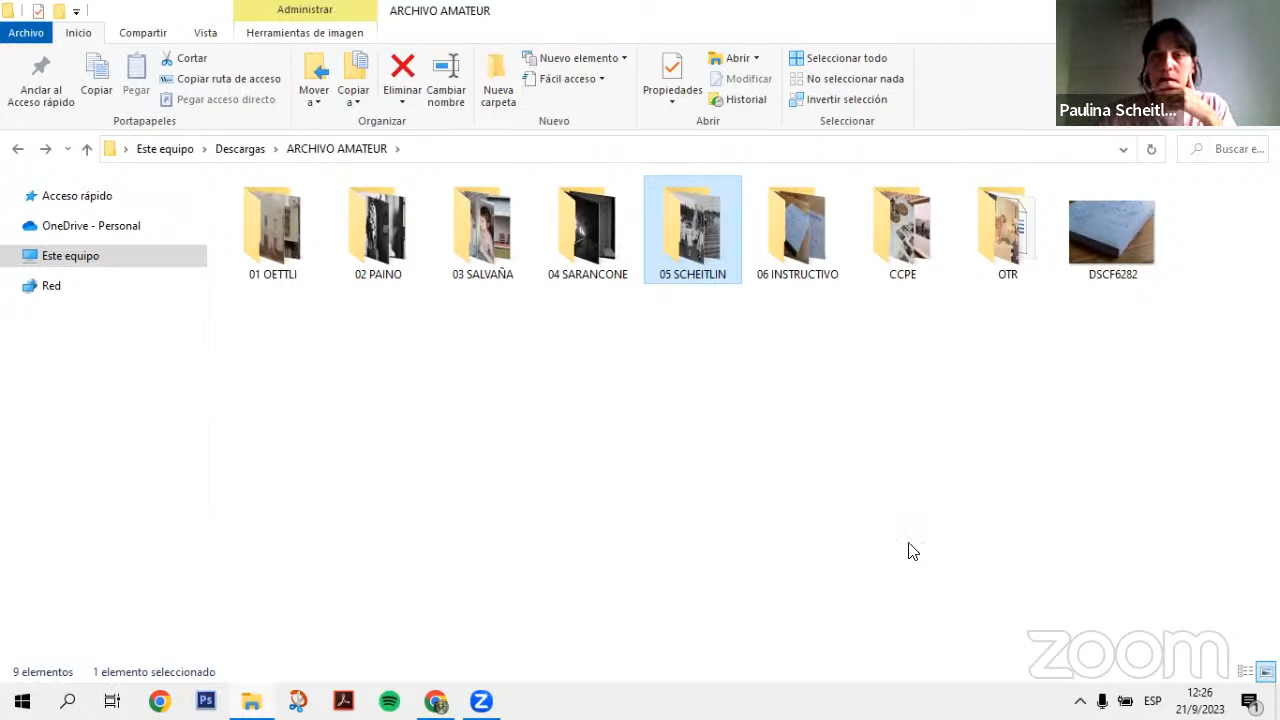 Administrar
ARCHIVO AMATEUR
Archivo
Inicio
Compartir
Vista
Herramientas de imagen
Anclar al
Acceso rápido
Copiar
Pegar
Cortar
Copiar ruta de acceso
Pegar acceso directo
Portapapeles
Mover
a
Copiar
a
Eliminar
Cambiar
nombre
Organizar
Nueva
carpeta
Nuevo elemento
Fácil acceso
Nuevo
Propiedades
Abrir
Modificar
Historial
Abrir
Seleccionar todo
No seleccionar nada
Invertir selección
Seleccionar
Paulina Scheitl...
Este equipo > Descargas > ARCHIVO AMATEUR >
Buscar e...
Acceso rápido
OneDrive - Personal
Este equipo
Red
01 OETTLI
02 PAINO
03 SALVAÑA
04 SARANCONE
05 SCHEITLIN
06 INSTRUCTIVO
CCPE
OTR
DSCF6282
zoom
9 elementos
1 elemento seleccionado
Ps
Z
ESP
12:26
21/9/2023
1